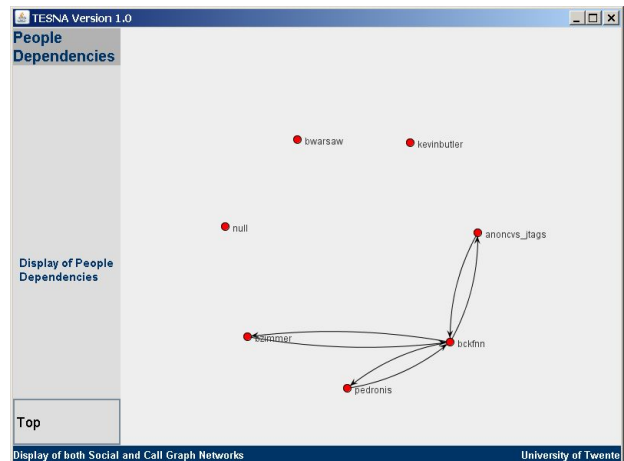 TESNA Version 1.0
People
Dependencies
bwarsaw
kevinbutler
null
anoncvs_jtags
Display of People
Dependencies
bzimmer
bckfnn
pedronis
Top
Display of both Social and Call Graph Networks
University of Twente